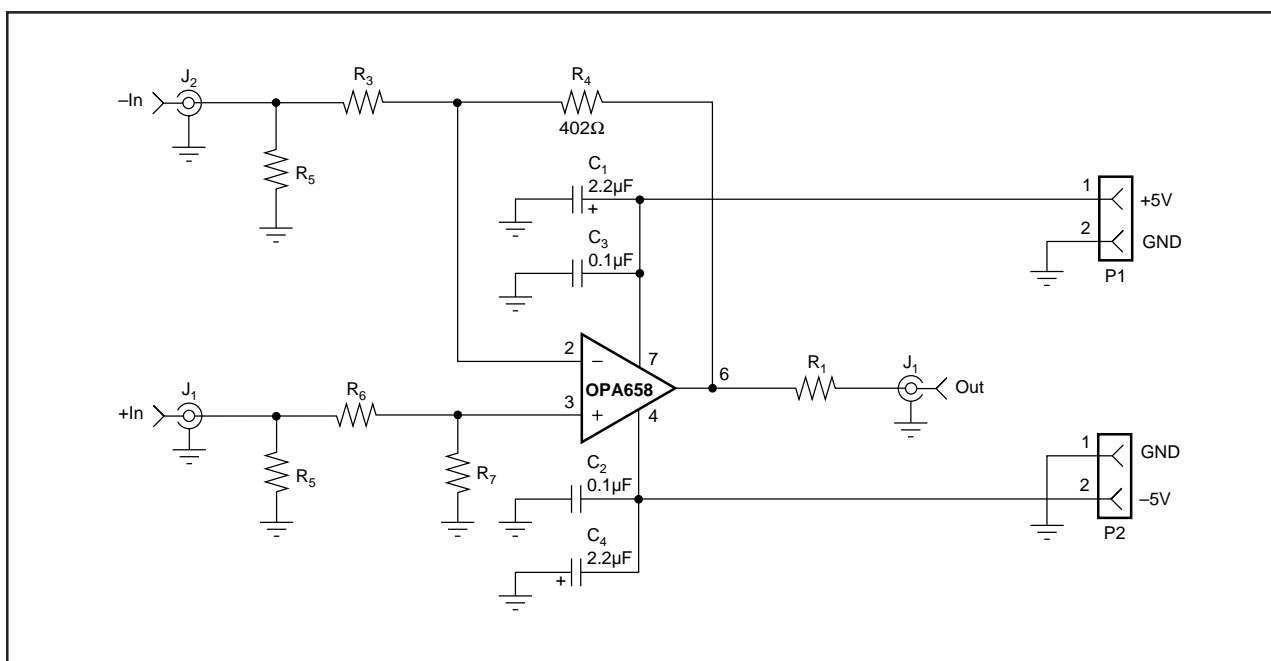 J2
–In
R3
R4
402Ω
R5
C1
2.2µF
+
1
+5V
C3
0.1µF
2
GND
P1
2
–
7
OPA658
6
R1
J1
Out
J1
+In
R6
3
+
4
R5
R7
C2
0.1µF
1
GND
2
–5V
P2
C4
2.2µF
+